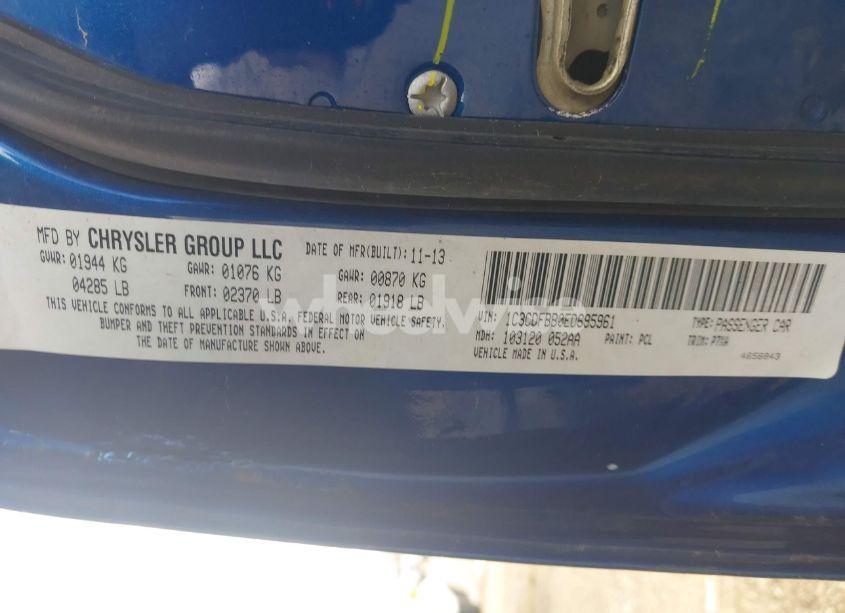 MFD BY CHRYSLER GROUP LLC DATE OF MFR(BUILT): 11-13
GVWR: 01944 KG GAWR: 01076 KG GAWR: 00870 KG
04285 LB FRONT: 02370 LB REAR: 01918 LB
THIS VEHICLE CONFORMS TO ALL APPLICABLE U.S.A. FEDERAL MOTOR VEHICLE SAFETY,
BUMPER AND THEFT PREVENTION STANDARDS IN EFFECT ON
THE DATE OF MANUFACTURE SHOWN ABOVE.
VIN: 1C3CDFBB0ED695961 TYPE: PASSENGER CAR
MDH: 103120 052AA PAINT: PCL TRIM: PTX9
VEHICLE MADE IN U.S.A. 4658843